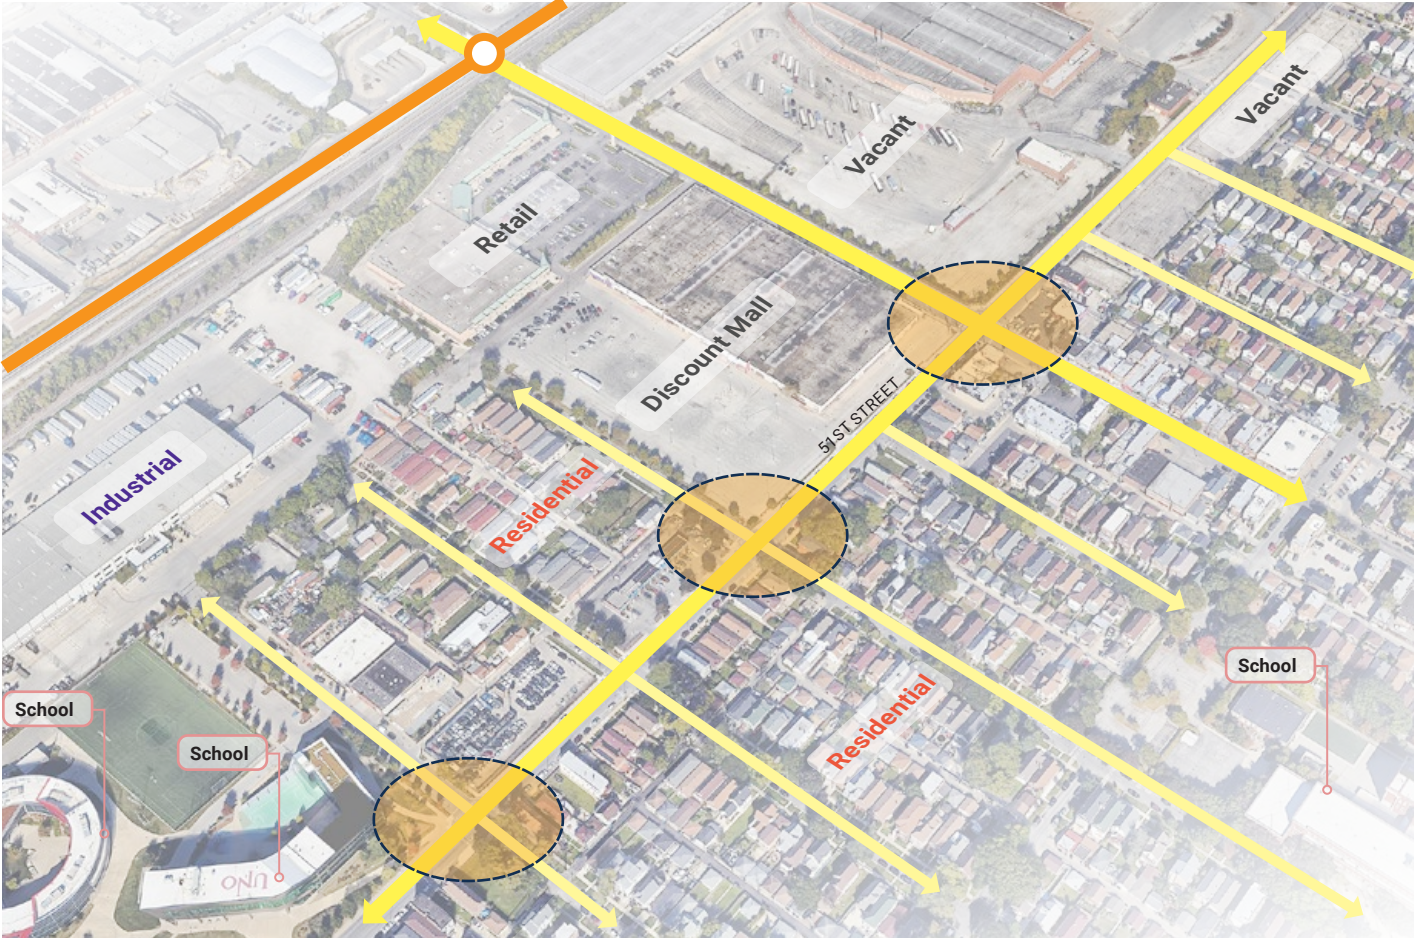 Vacant
Vacant
Retail
Discount Mall
51ST STREET
Industrial
Residential
School
Residential
School
School
UNO